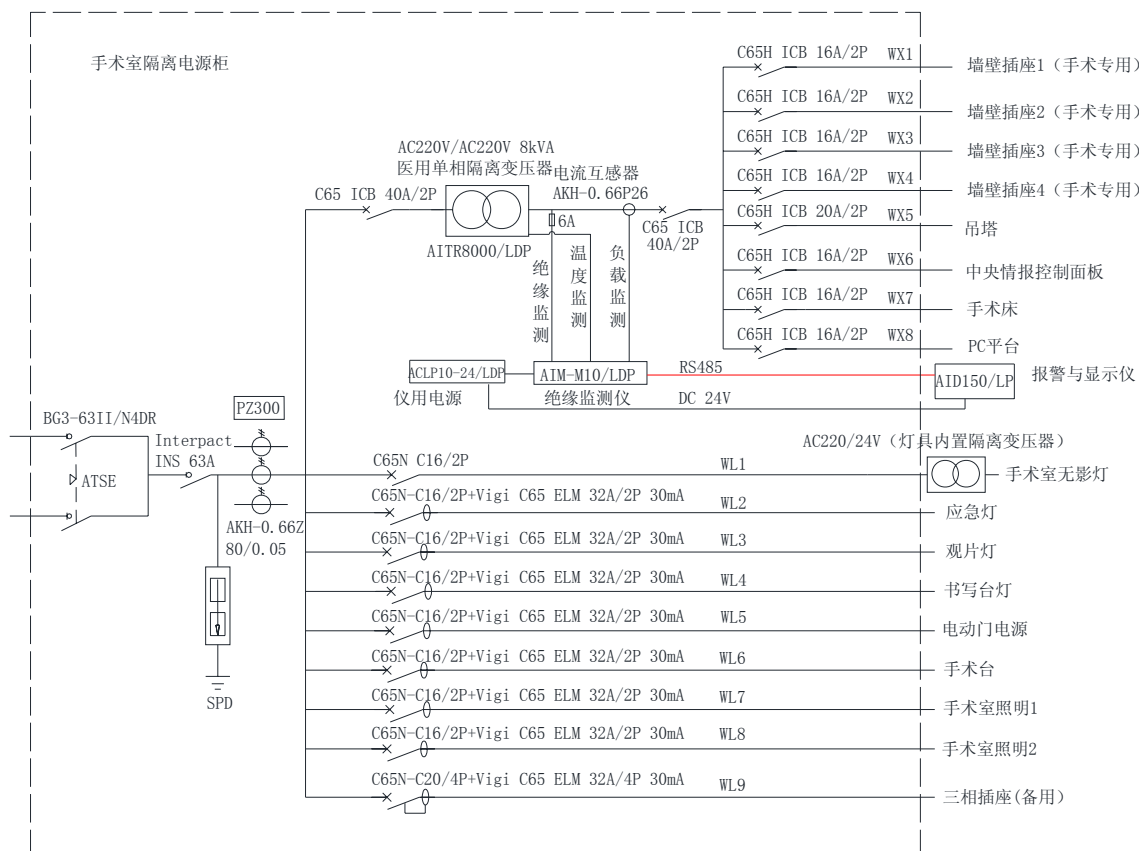 手术室隔离电源柜
C65H ICB 16A/2P WX1 墙壁插座1（手术专用）
C65H ICB 16A/2P WX2 墙壁插座2（手术专用）
C65H ICB 16A/2P WX3 墙壁插座3（手术专用）
C65H ICB 16A/2P WX4 墙壁插座4（手术专用）
C65H ICB 20A/2P WX5 吊塔
C65H ICB 16A/2P WX6 中央情报控制面板
C65H ICB 16A/2P WX7 手术床
C65H ICB 16A/2P WX8 PC平台
AC220V/AC220V 8kVA
医用单相隔离变压器
电流互感器
AKH-0.66P26
C65 ICB 40A/2P
6A
C65 ICB
40A/2P
AITR8000/LDP
绝缘监测
温度监测
负载监测
ACLP10-24/LDP
仪用电源
AIM-M10/LDP
绝缘监测仪
RS485
DC 24V
AID150/LP
报警与显示仪
BG3-63II/N4DR
ATSE
Interpact
INS 63A
PZ300
AKH-0.66Z
80/0.05
SPD
AC220/24V（灯具内置隔离变压器）
C65N C16/2P WL1 手术室无影灯
C65N-C16/2P+Vigi C65 ELM 32A/2P 30mA WL2 应急灯
C65N-C16/2P+Vigi C65 ELM 32A/2P 30mA WL3 观片灯
C65N-C16/2P+Vigi C65 ELM 32A/2P 30mA WL4 书写台灯
C65N-C16/2P+Vigi C65 ELM 32A/2P 30mA WL5 电动门电源
C65N-C16/2P+Vigi C65 ELM 32A/2P 30mA WL6 手术台
C65N-C16/2P+Vigi C65 ELM 32A/2P 30mA WL7 手术室照明1
C65N-C16/2P+Vigi C65 ELM 32A/2P 30mA WL8 手术室照明2
C65N-C20/4P+Vigi C65 ELM 32A/4P 30mA WL9 三相插座(备用）